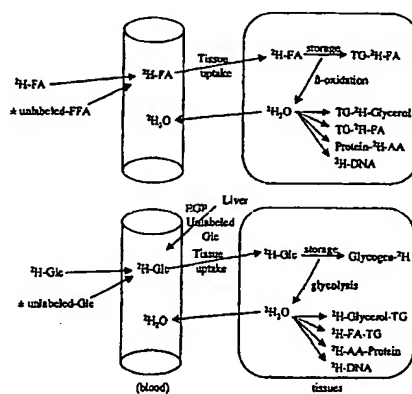 ²H-FA
± unlabeled-FFA
²H-FA
²H₂O
Tissue
uptake
²H-FA
storage
TG-²H-FA
β-oxidation
²H₂O
TG-²H-Glycerol
TG-²H-FA
Protein-²H-AA
²H-DNA
Liver
EGP
Unlabeled
Glc
²H-Glc
± unlabeled-Glc
²H-Glc
²H₂O
Tissue
uptake
²H-Glc
storage
Glycogen-²H
glycolysis
²H₂O
²H-Glycerol-TG
²H-FA-TG
²H-AA-Protein
²H-DNA
(blood)
tissues